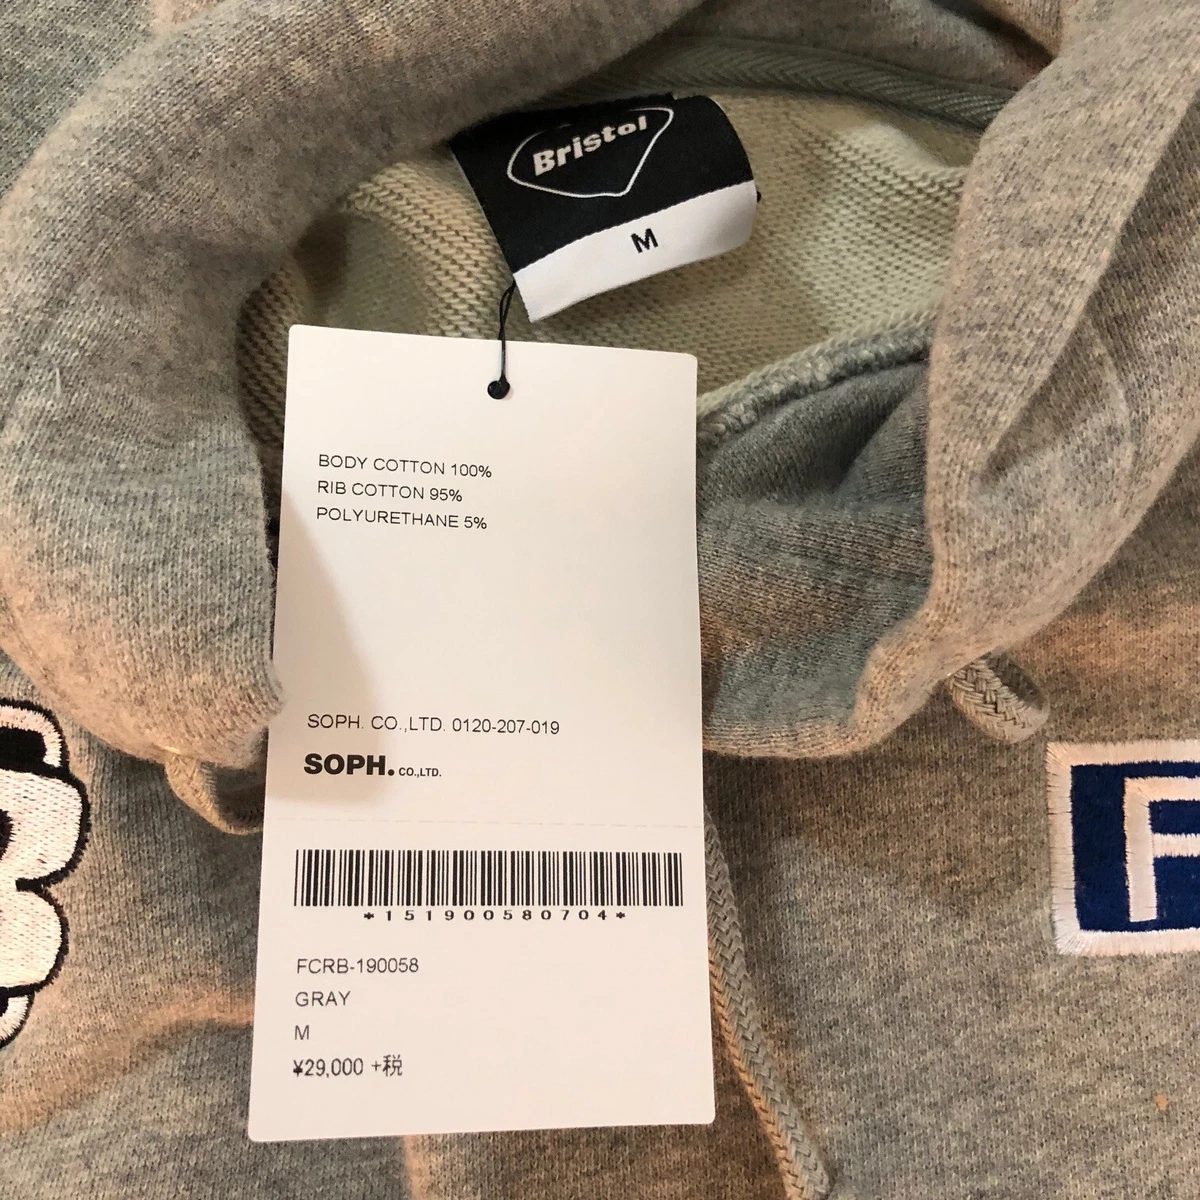 Bristol
M
BODY COTTON 100%
RIB COTTON 95%
POLYURETHANE 5%
SOPH. CO.,LTD. 0120-207-019
SOPH. CO.,LTD.
*151900580704*
F
FCRB-190058
GRAY
M
¥29,000 +税